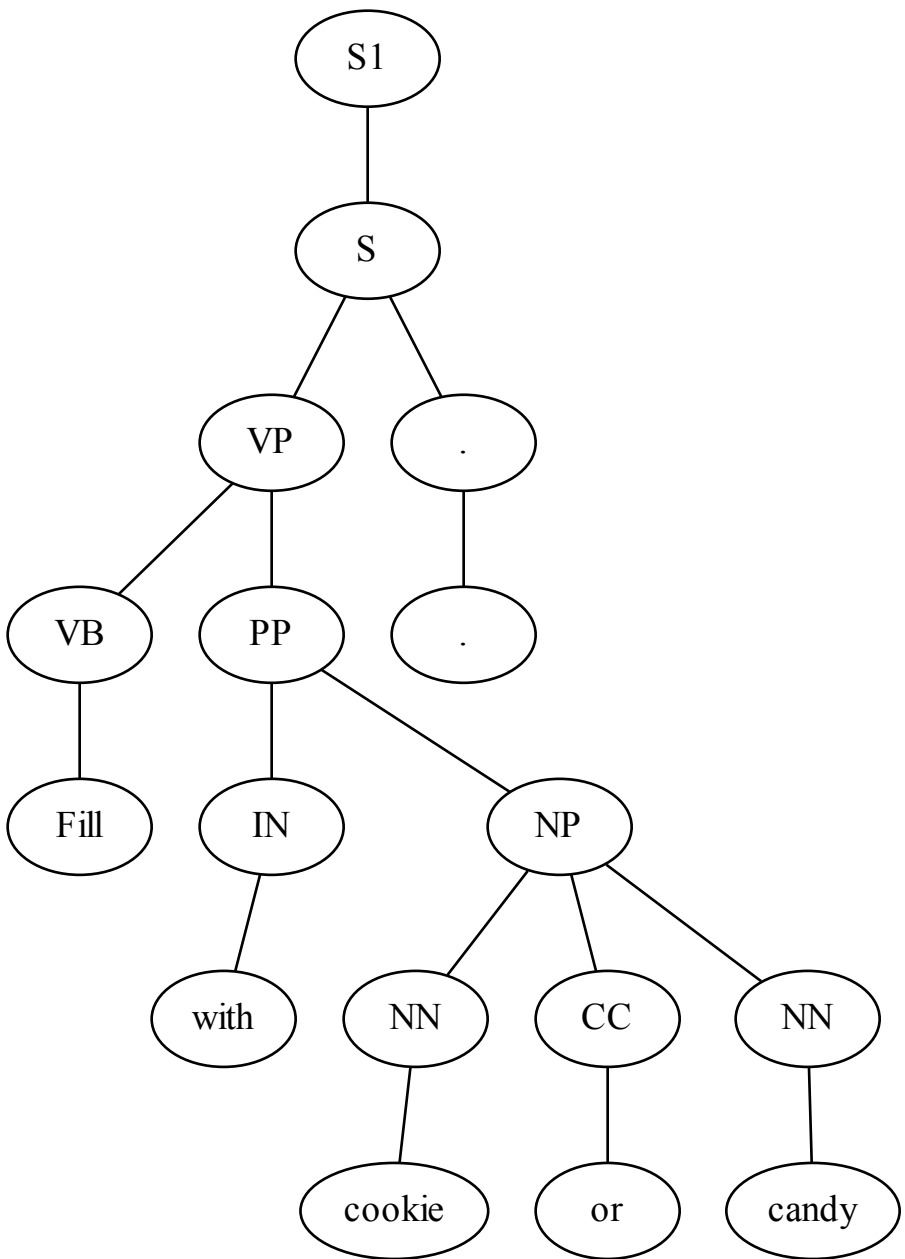 S1
S
VP .
VB PP .
Fill IN NP
with NN CC NN
cookie or candy